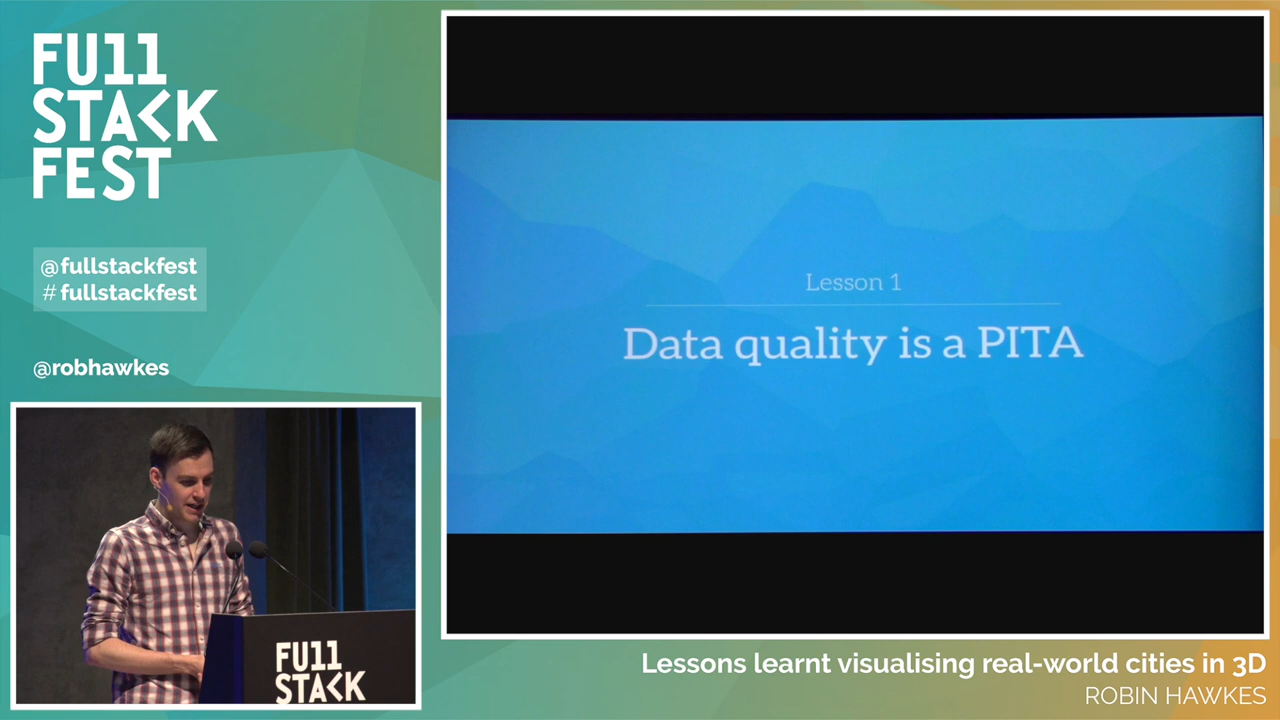 FU11
STACK
FEST
@fullstackfest
#fullstackfest
@robhawkes
Lesson 1
Data quality is a PITA
FU11
STACK
Lessons learnt visualising real-world cities in 3D
ROBIN HAWKES